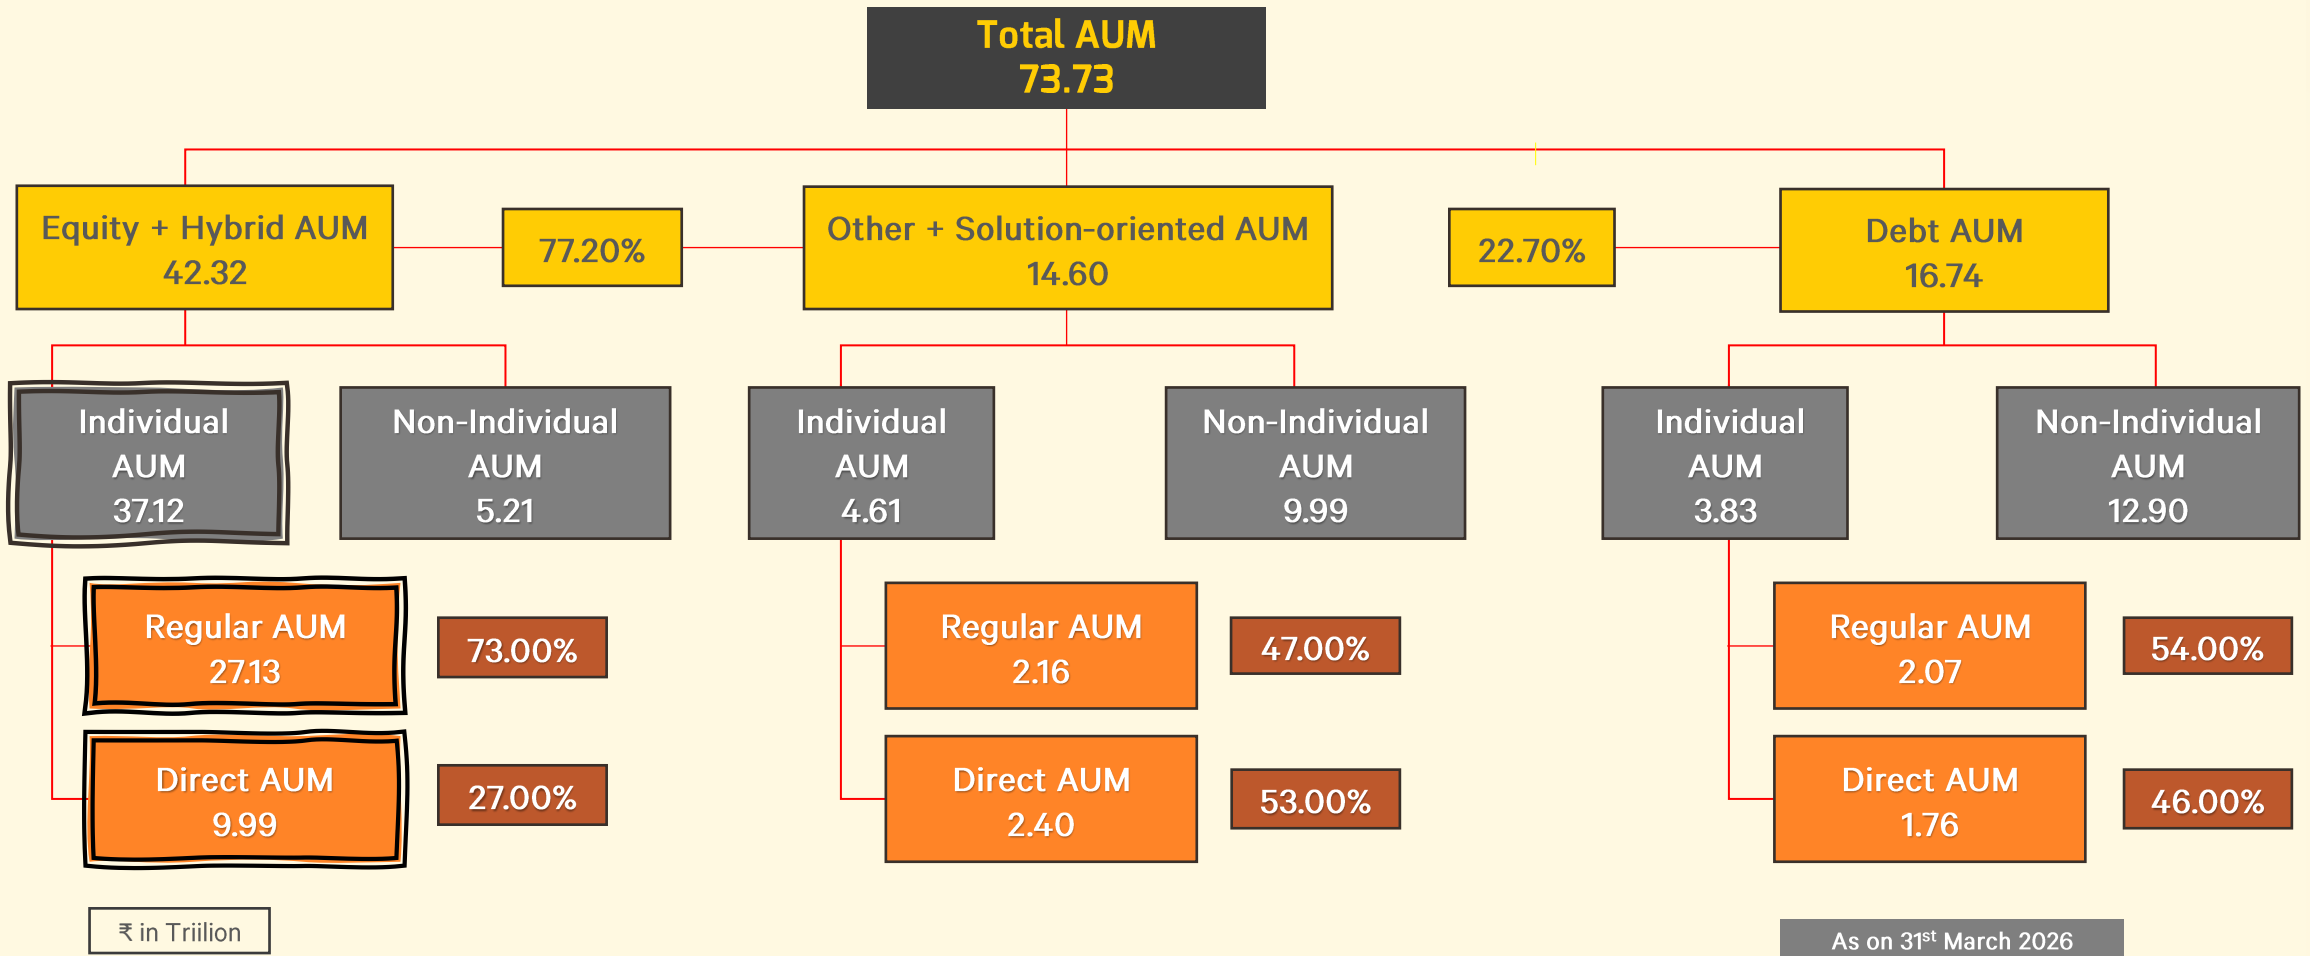 Total AUM
73.73
Equity + Hybrid AUM
42.32
77.20%
Other + Solution-oriented AUM
14.60
22.70%
Debt AUM
16.74
Individual
AUM
37.12
Non-Individual
AUM
5.21
Individual
AUM
4.61
Non-Individual
AUM
9.99
Individual
AUM
3.83
Non-Individual
AUM
12.90
Regular AUM
27.13
73.00%
Regular AUM
2.16
47.00%
Regular AUM
2.07
54.00%
Direct AUM
9.99
27.00%
Direct AUM
2.40
53.00%
Direct AUM
1.76
46.00%
₹ in Triilion
As on 31st March 2026